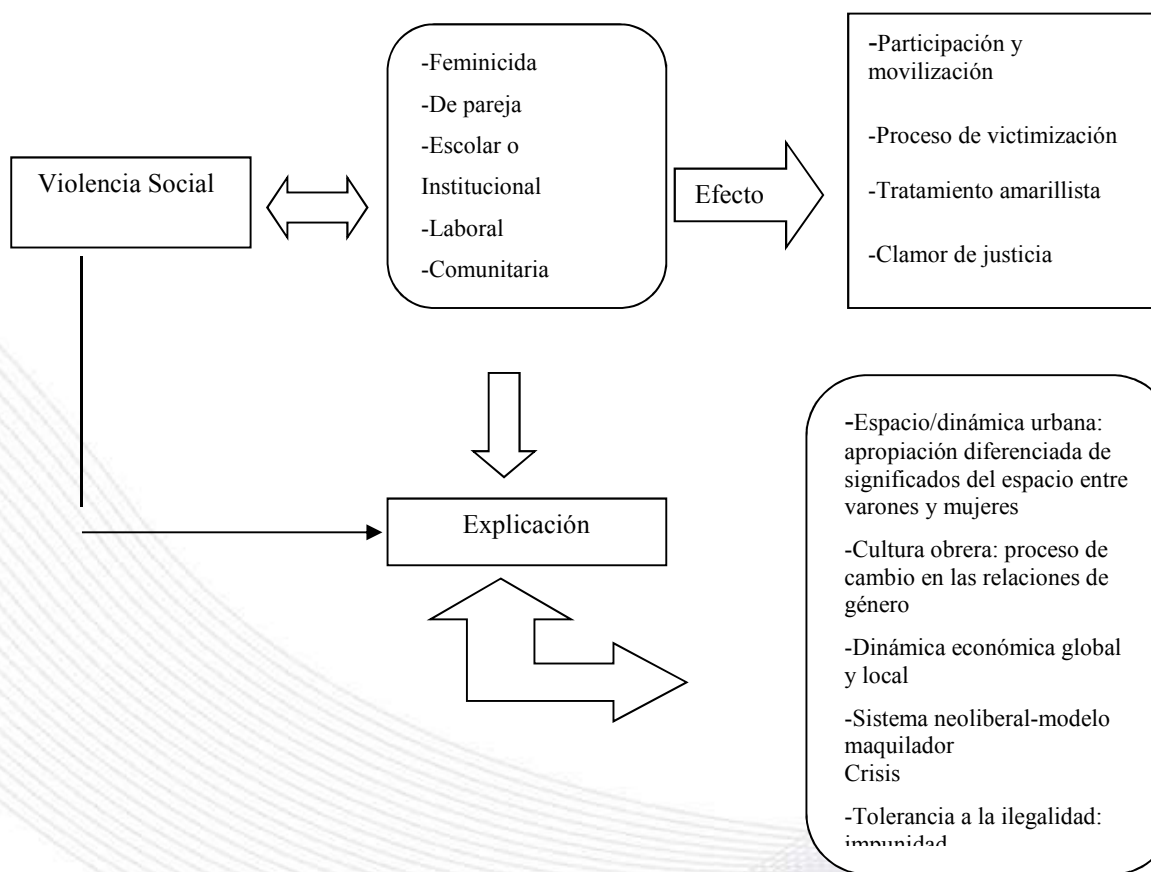 Violencia Social
-Feminicida
-De pareja
-Escolar o
Institucional
-Laboral
-Comunitaria
Efecto
-Participación y
movilización
-Proceso de victimización
-Tratamiento amarillista
-Clamor de justicia
Explicación
-Espacio/dinámica urbana:
apropiación diferenciada de
significados del espacio entre
varones y mujeres
-Cultura obrera: proceso de
cambio en las relaciones de
género
-Dinámica económica global
y local
-Sistema neoliberal-modelo
maquilador
Crisis
-Tolerancia a la ilegalidad:
impunidad